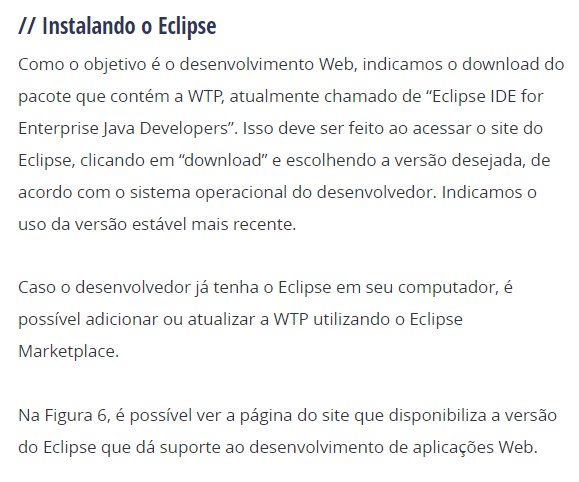 // Instalando o Eclipse
Como o objetivo é o desenvolvimento Web, indicamos o download do
pacote que contém a WTP, atualmente chamado de “Eclipse IDE for
Enterprise Java Developers”. Isso deve ser feito ao acessar o site do
Eclipse, clicando em “download” e escolhendo a versão desejada, de
acordo com o sistema operacional do desenvolvedor. Indicamos o
uso da versão estável mais recente.
Caso o desenvolvedor já tenha o Eclipse em seu computador, é
possível adicionar ou atualizar a WTP utilizando o Eclipse
Marketplace.
Na Figura 6, é possível ver a página do site que disponibiliza a versão
do Eclipse que dá suporte ao desenvolvimento de aplicações Web.